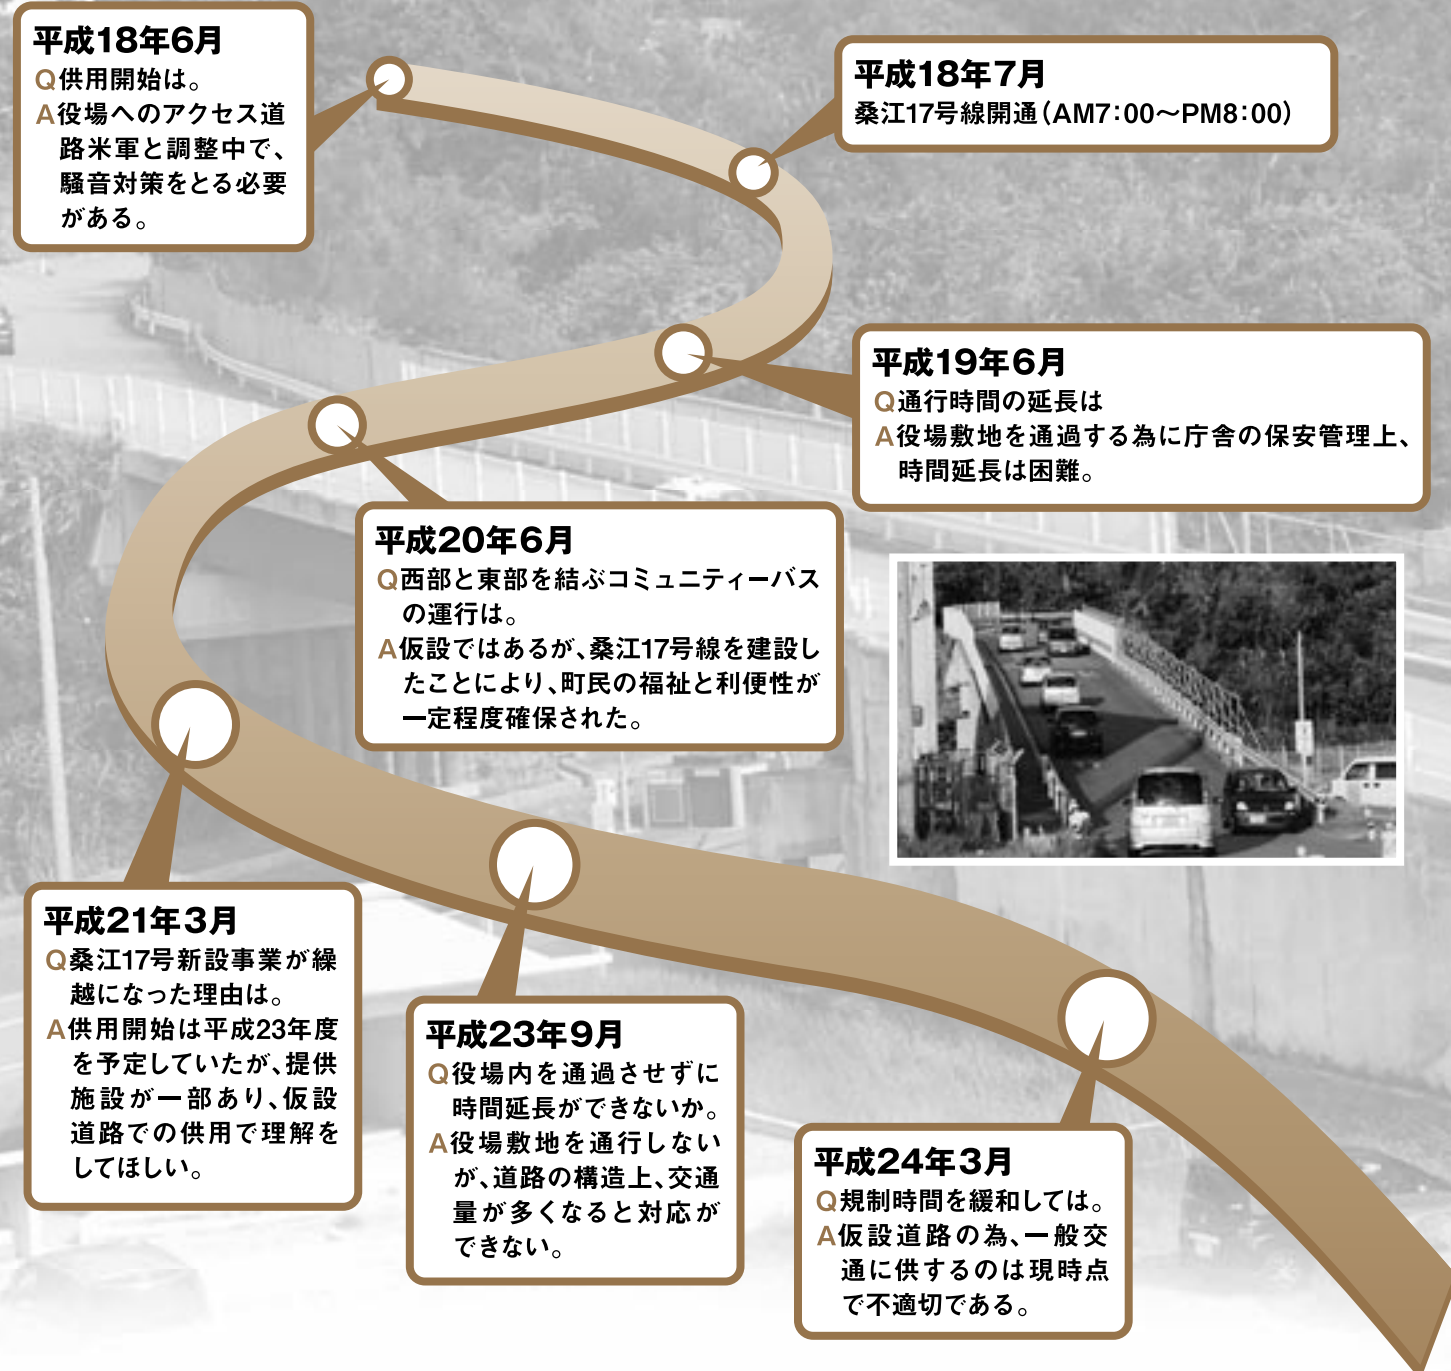 平成18年6月
Q供用開始は。
A役場へのアクセス道
路米軍と調整中で、
騒音対策をとる必要
がある。
平成18年7月
桑江17号線開通（AM7：00～PM8：00）
平成19年6月
Q通行時間の延長は
A役場敷地を通過する為に庁舎の保安管理上、
時間延長は困難。
平成20年6月
Q西部と東部を結ぶコミュニティーバス
の運行は。
A仮設ではあるが、桑江17号線を建設し
たことにより、町民の福祉と利便性が
一定程度確保された。
平成21年3月
Q桑江17号新設事業が繰
越になった理由は。
A供用開始は平成23年度
を予定していたが、提供
施設が一部あり、仮設
道路での供用で理解を
してほしい。
平成23年9月
Q役場内を通過させずに
時間延長ができないか。
A役場敷地を通行しない
が、道路の構造上、交通
量が多くなると対応が
できない。
平成24年3月
Q規制時間を緩和しては。
A仮設道路の為、一般交
通に供するのは現時点
で不適切である。